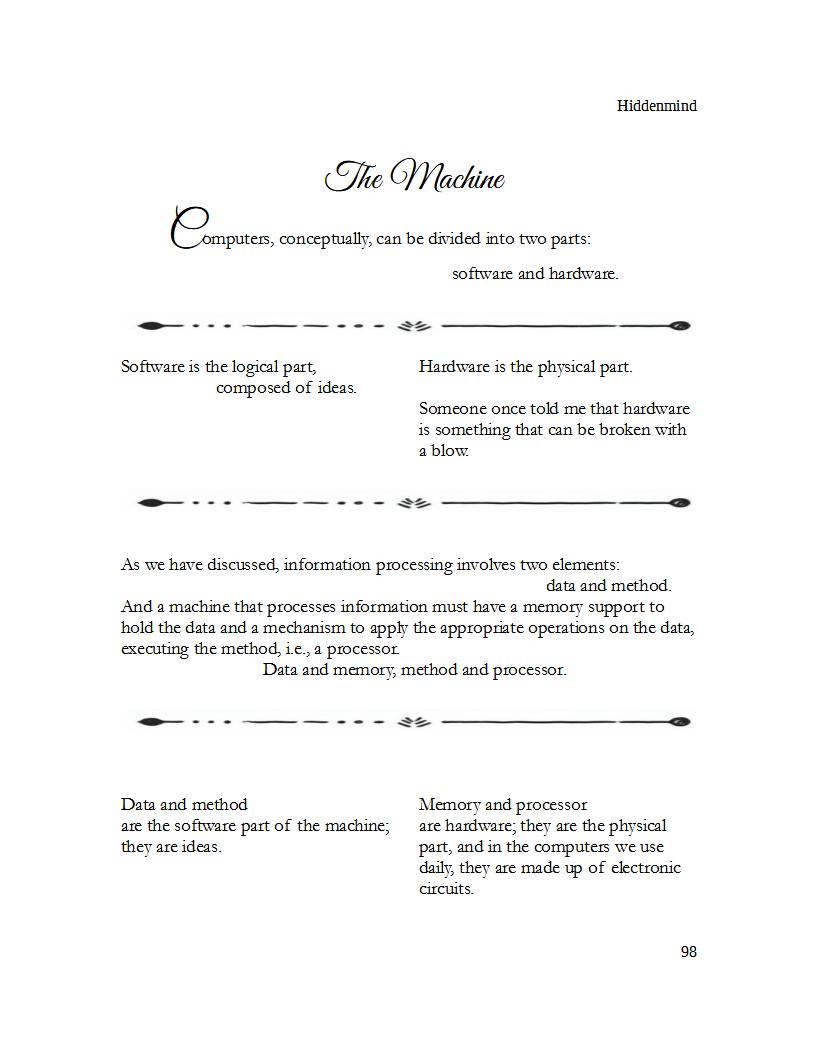 Hiddenmind
The Machine
Computers, conceptually, can be divided into two parts:
software and hardware.
Software is the logical part,
composed of ideas.
Hardware is the physical part.
Someone once told me that hardware
is something that can be broken with
a blow.
As we have discussed, information processing involves two elements:
data and method.
And a machine that processes information must have a memory support to
hold the data and a mechanism to apply the appropriate operations on the data,
executing the method, i.e., a processor.
Data and memory, method and processor.
Data and method
are the software part of the machine;
they are ideas.
Memory and processor
are hardware; they are the physical
part, and in the computers we use
daily, they are made up of electronic
circuits.
98